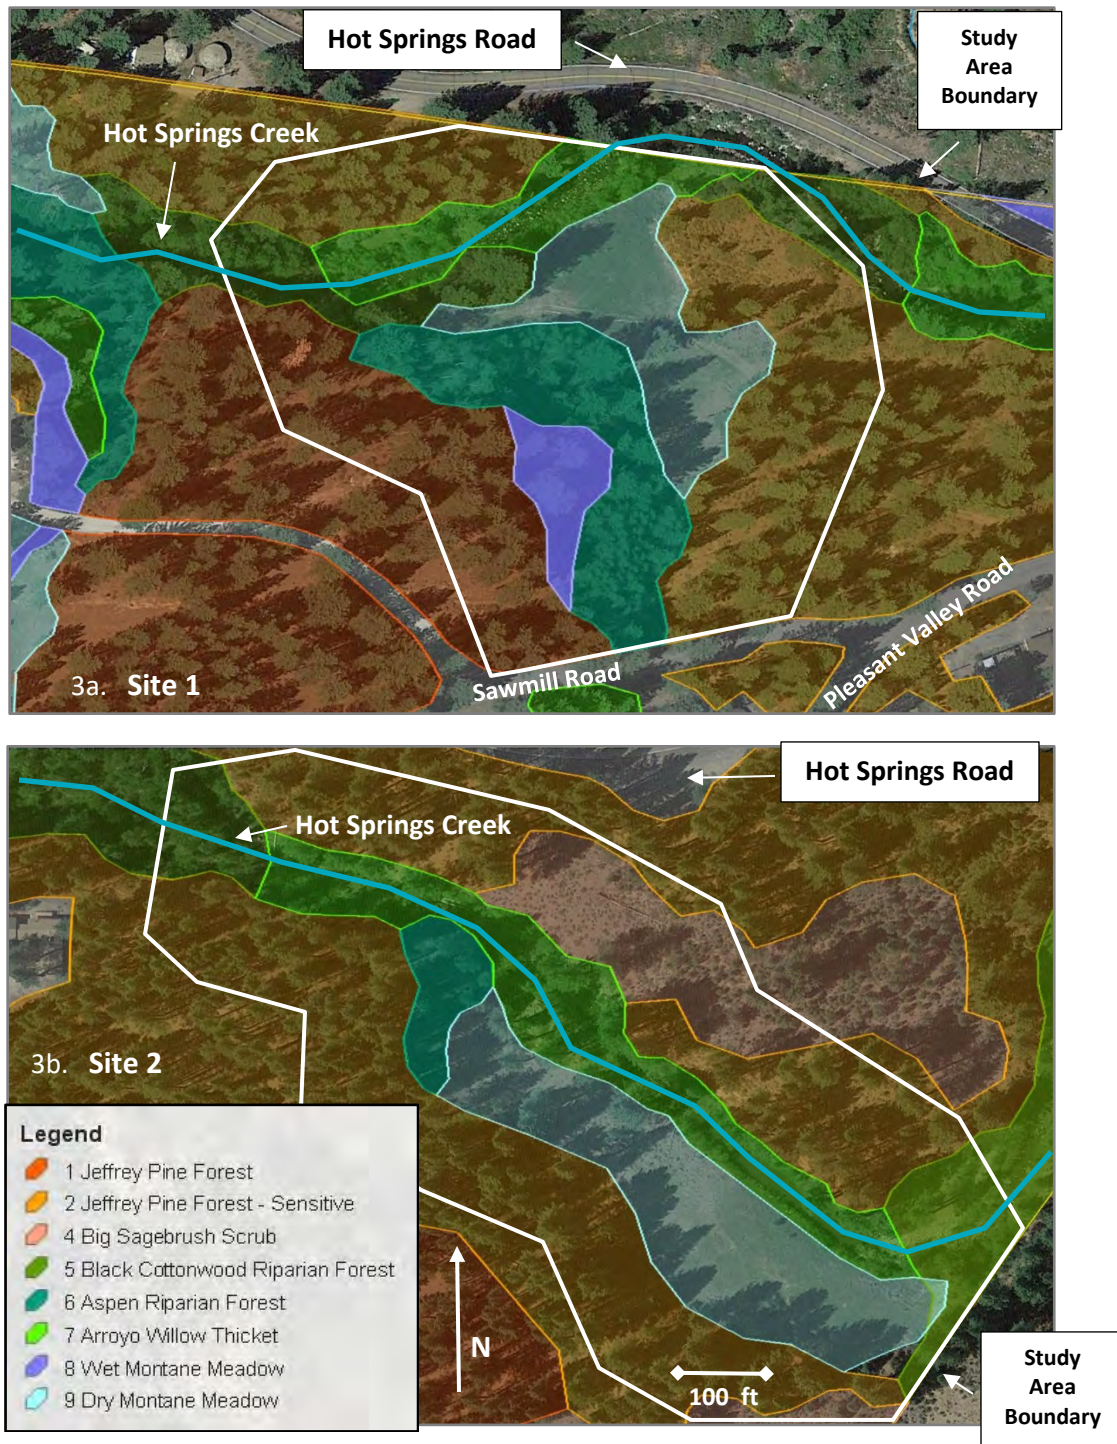 Hot Springs Road
Study
Area
Boundary
Hot Springs Creek
3a. Site 1
Sawmill Road
Pleasant Valley Road
Hot Springs Road
Hot Springs Creek
3b. Site 2
Legend
1 Jeffrey Pine Forest
2 Jeffrey Pine Forest - Sensitive
4 Big Sagebrush Scrub
5 Black Cottonwood Riparian Forest
6 Aspen Riparian Forest
7 Arroyo Willow Thicket
8 Wet Montane Meadow
9 Dry Montane Meadow
N
100 ft
Study
Area
Boundary